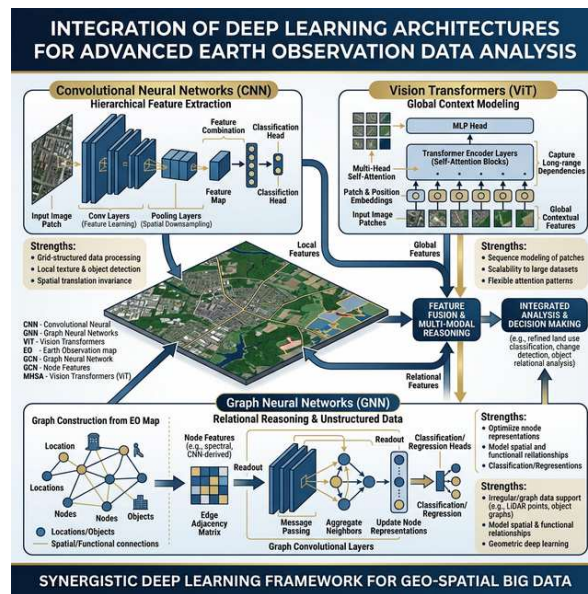 INTEGRATION OF DEEP LEARNING ARCHITECTURES
FOR ADVANCED EARTH OBSERVATION DATA ANALYSIS
Convolutional Neural Networks (CNN)
Hierarchical Feature Extraction
Feature
Combination
Classification
Head
Feature
Map
Classifiction
Head
Input Image
Patch
Conv Layers
(Feature Learning)
Pooling Layers
(Spatial Downsampling)
Strengths:
• Grid-structured data processing
• Local texture & object detection
• Spatial translation invariance
Vision Transformers (ViT)
Global Context Modeling
MLP Head
Transformer Encoder Layers
(Self-Attention Blocks)
Capture
Long-range
Dependencies
Multi-Head
Self-Attention
Patch & Position
Embeddings
Input Image
Patches
Global
Contextual
Features
Strengths:
• Sequence modeling of patches
• Scalability to large datasets
• Flexible attention patterns
Local
Features
Global
Features
CNN - Convolutional Neural
GNN - Graph Neural Networks
ViT - Vision Transformers
EO - Earth Observation map
GCN - Graph Neural Network
GCN - Node Features
MHSA - Vision Transformers (ViT)
FEATURE
FUSION &
MULTI-MODAL
REASONING
INTEGRATED
ANALYSIS &
DECISION MAKING
(e.g., refined land use
classification, change
detection, object
relational analysis)
Relational
Features
Graph Neural Networks (GNN)
Relational Reasoning & Unstructured Data
Graph Construction from EO Map
Location
Locations
Nodes
Nodes
Objects
Locations/Objects
Spatial/Functional connections
Node Features
(e.g., spectral,
CNN-derived)
Edge
Adjacency
Matrix
Readout
Readout
Message
Passing
Aggregate
Neighbors
Update Node
Representations
Graph Convolutional Layers
Classification/
Regression Heads
Classification/
Regression
Strengths:
• Optimiize nnode
representations
• Model spatial and
functionall relationships
• Classification/Regresentions
Strengths:
• Irregular/graph data support
(e.g., LiDAR points, object
graphs)
• Model spatial & functional
relationships
• Geometric deep learning
SYNERGISTIC DEEP LEARNING FRAMEWORK FOR GEO-SPATIAL BIG DATA